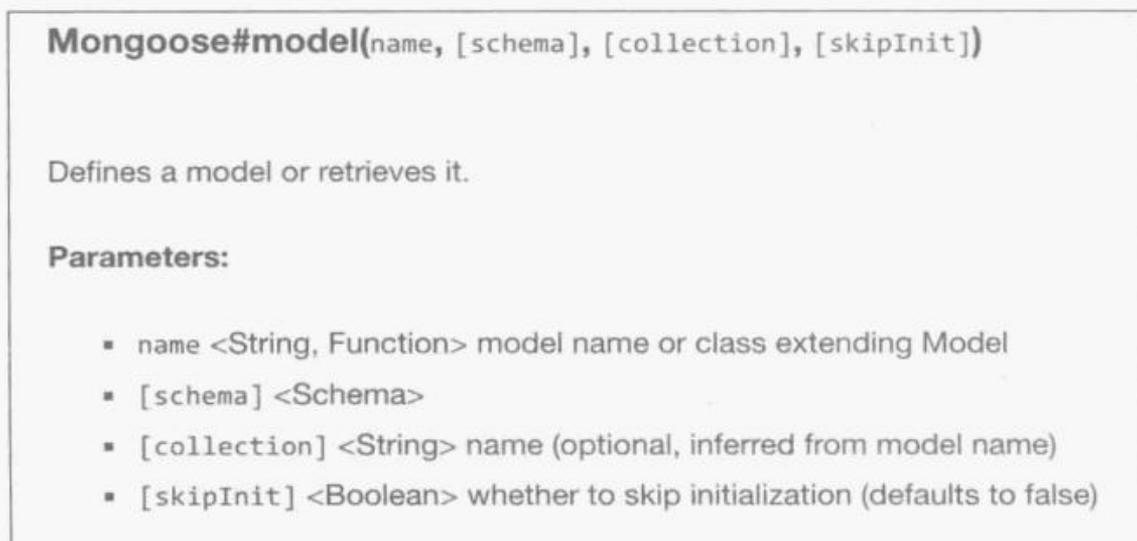 Mongoose#model(name, [schema], [collection], [skipInit])
Defines a model or retrieves it.
Parameters:
▪ name <String, Function> model name or class extending Model
▪ [schema] <Schema>
▪ [collection] <String> name (optional, inferred from model name)
▪ [skipInit] <Boolean> whether to skip initialization (defaults to false)